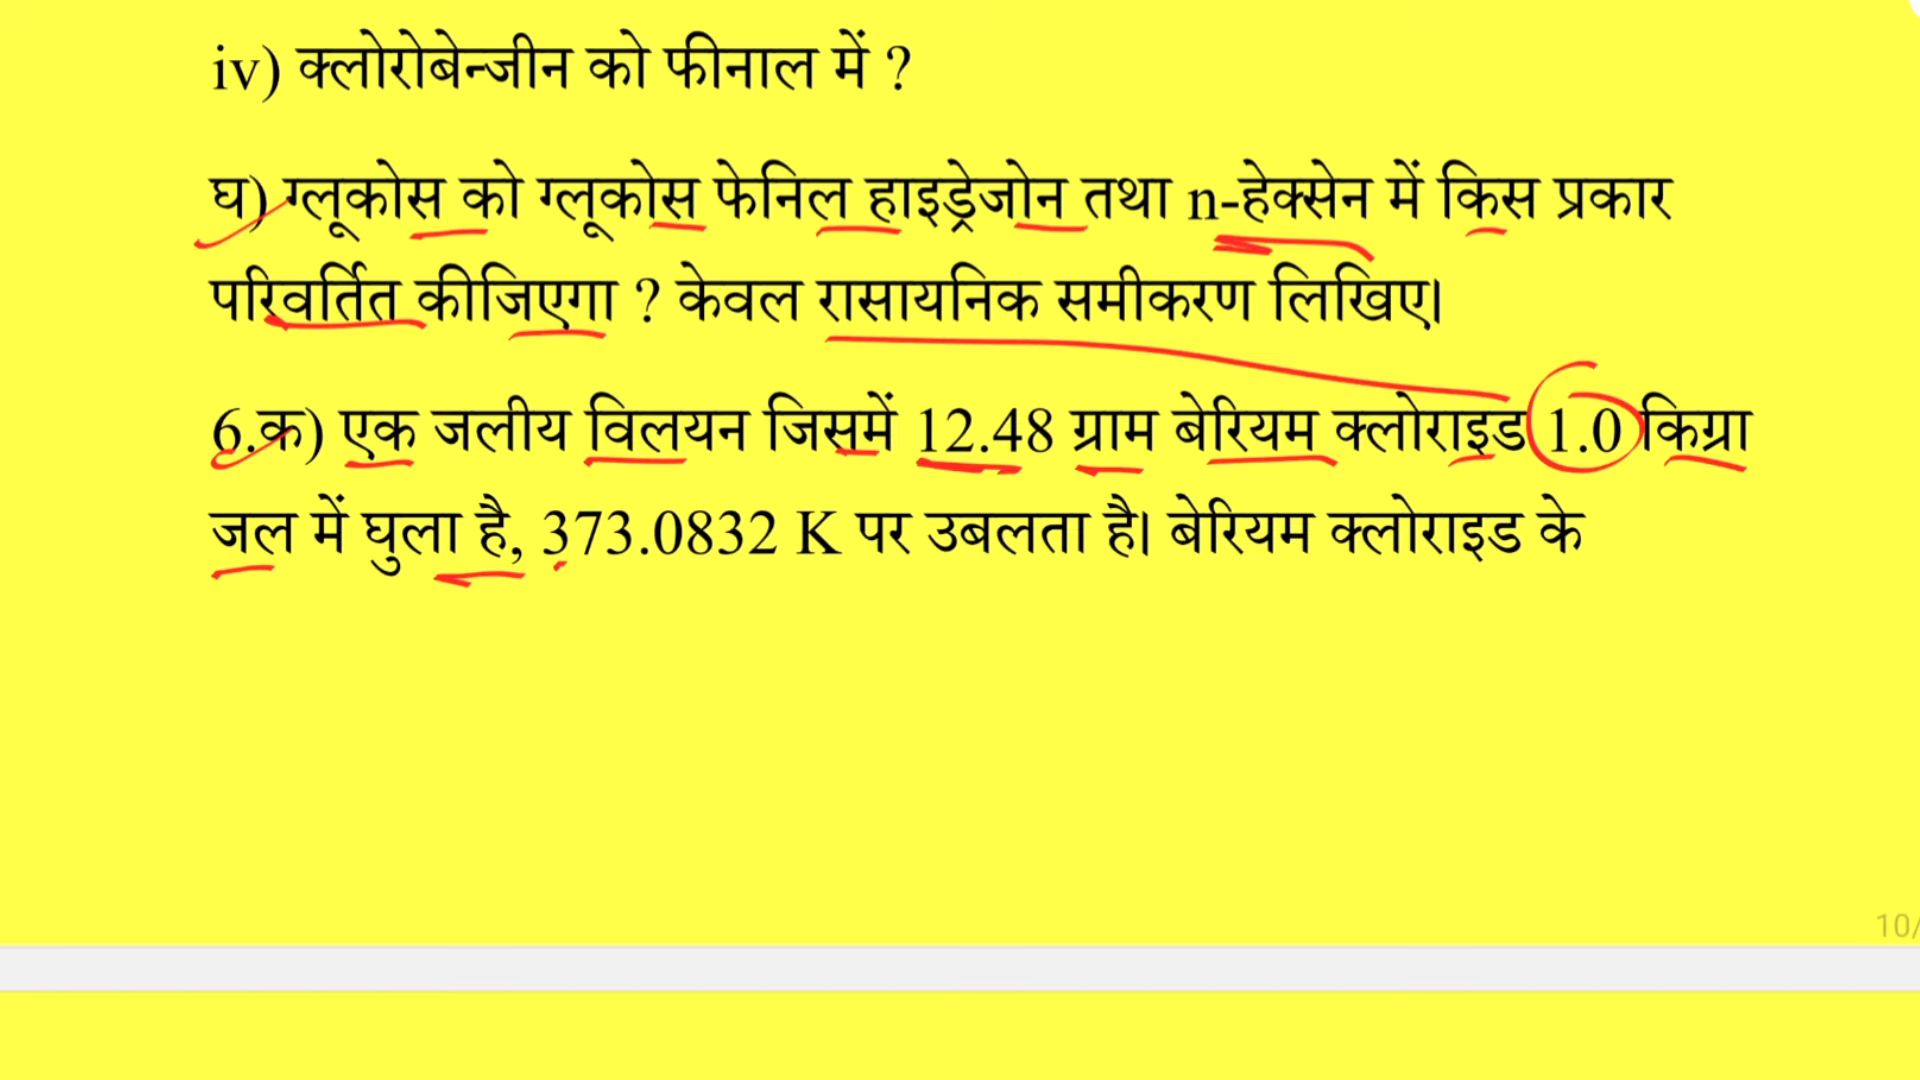 iv) क्लोरोबेन्जीन को फीनाल में ?
घ) ग्लूकोस को ग्लूकोस फेनिल हाइड्रेजोन तथा n-हेक्सेन में किस प्रकार
परिवर्तित कीजिएगा ? केवल रासायनिक समीकरण लिखिए।
6.क) एक जलीय विलयन जिसमें 12.48 ग्राम बेरियम क्लोराइड 1.0 किग्रा
जल में घुला है, 373.0832 K पर उबलता है। बेरियम क्लोराइड के
10/